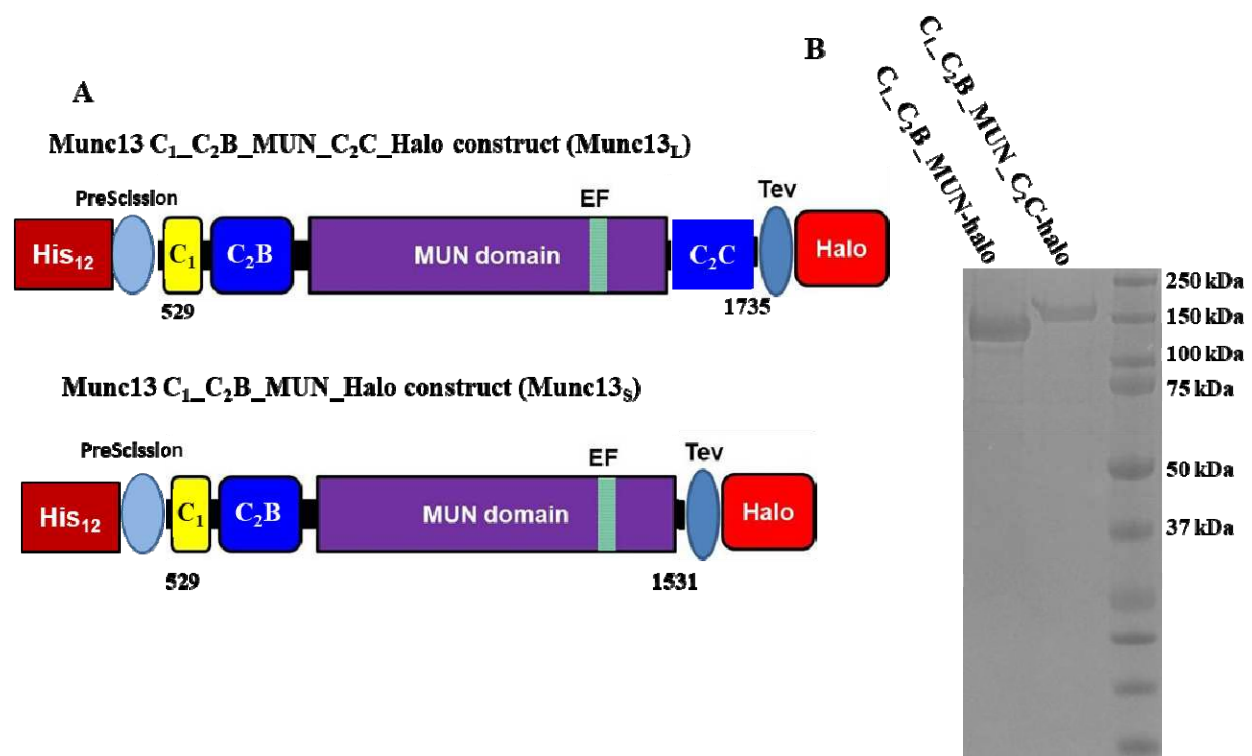 A
Munc13 C₁_C₂B_MUN_C₂C_Halo construct (Munc13L)
PreScission
EF
Tev
His₁₂
C₁
C₂B
MUN domain
C₂C
Halo
529
1735
Munc13 C₁_C₂B_MUN_Halo construct (Munc13S)
PreScission
EF
Tev
His₁₂
C₁
C₂B
MUN domain
Halo
529
1531
B
C₁_C₂B_MUN-halo
C₁_C₂B_MUN_C₂C-halo
250 kDa
150 kDa
100 kDa
75 kDa
50 kDa
37 kDa